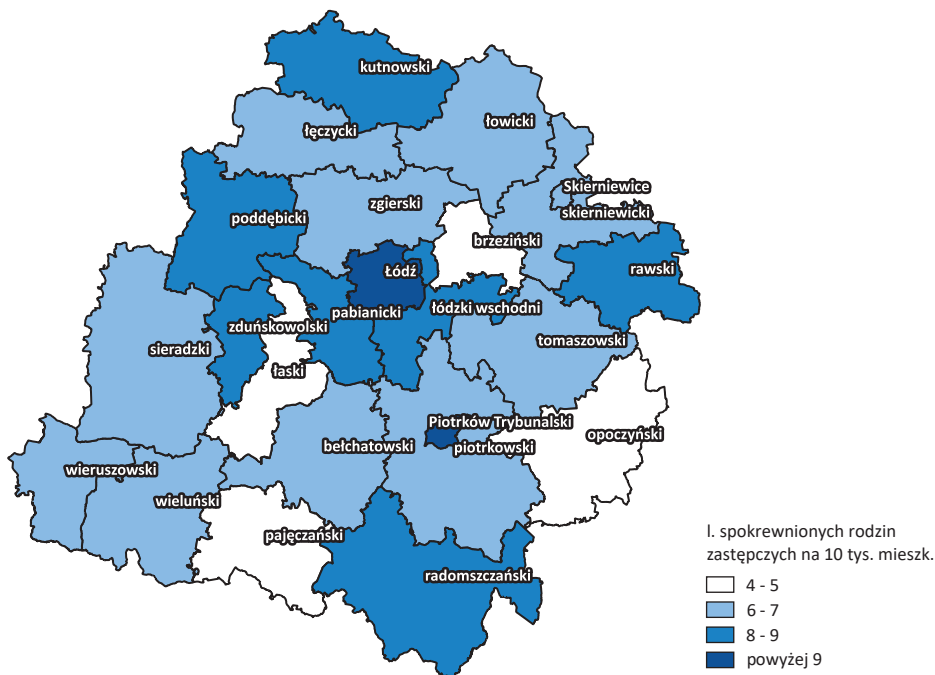 kutnowski
łowicki
łęczycki
Skierniewice
zgierski
skierniewicki
poddębicki
brzeziński
Łódź
rawski
pabianicki
łódzki wschodni
zduńskowolski
tomaszowski
sieradzki
łaski
Piotrków Trybunalski
opoczyński
bełchatowski
piotrkowski
wieruszowski
wieluński
pajęczański
radomszczański
l. spokrewnionych rodzin
zastępczych na 10 tys. mieszk.
4 - 5
6 - 7
8 - 9
powyżej 9